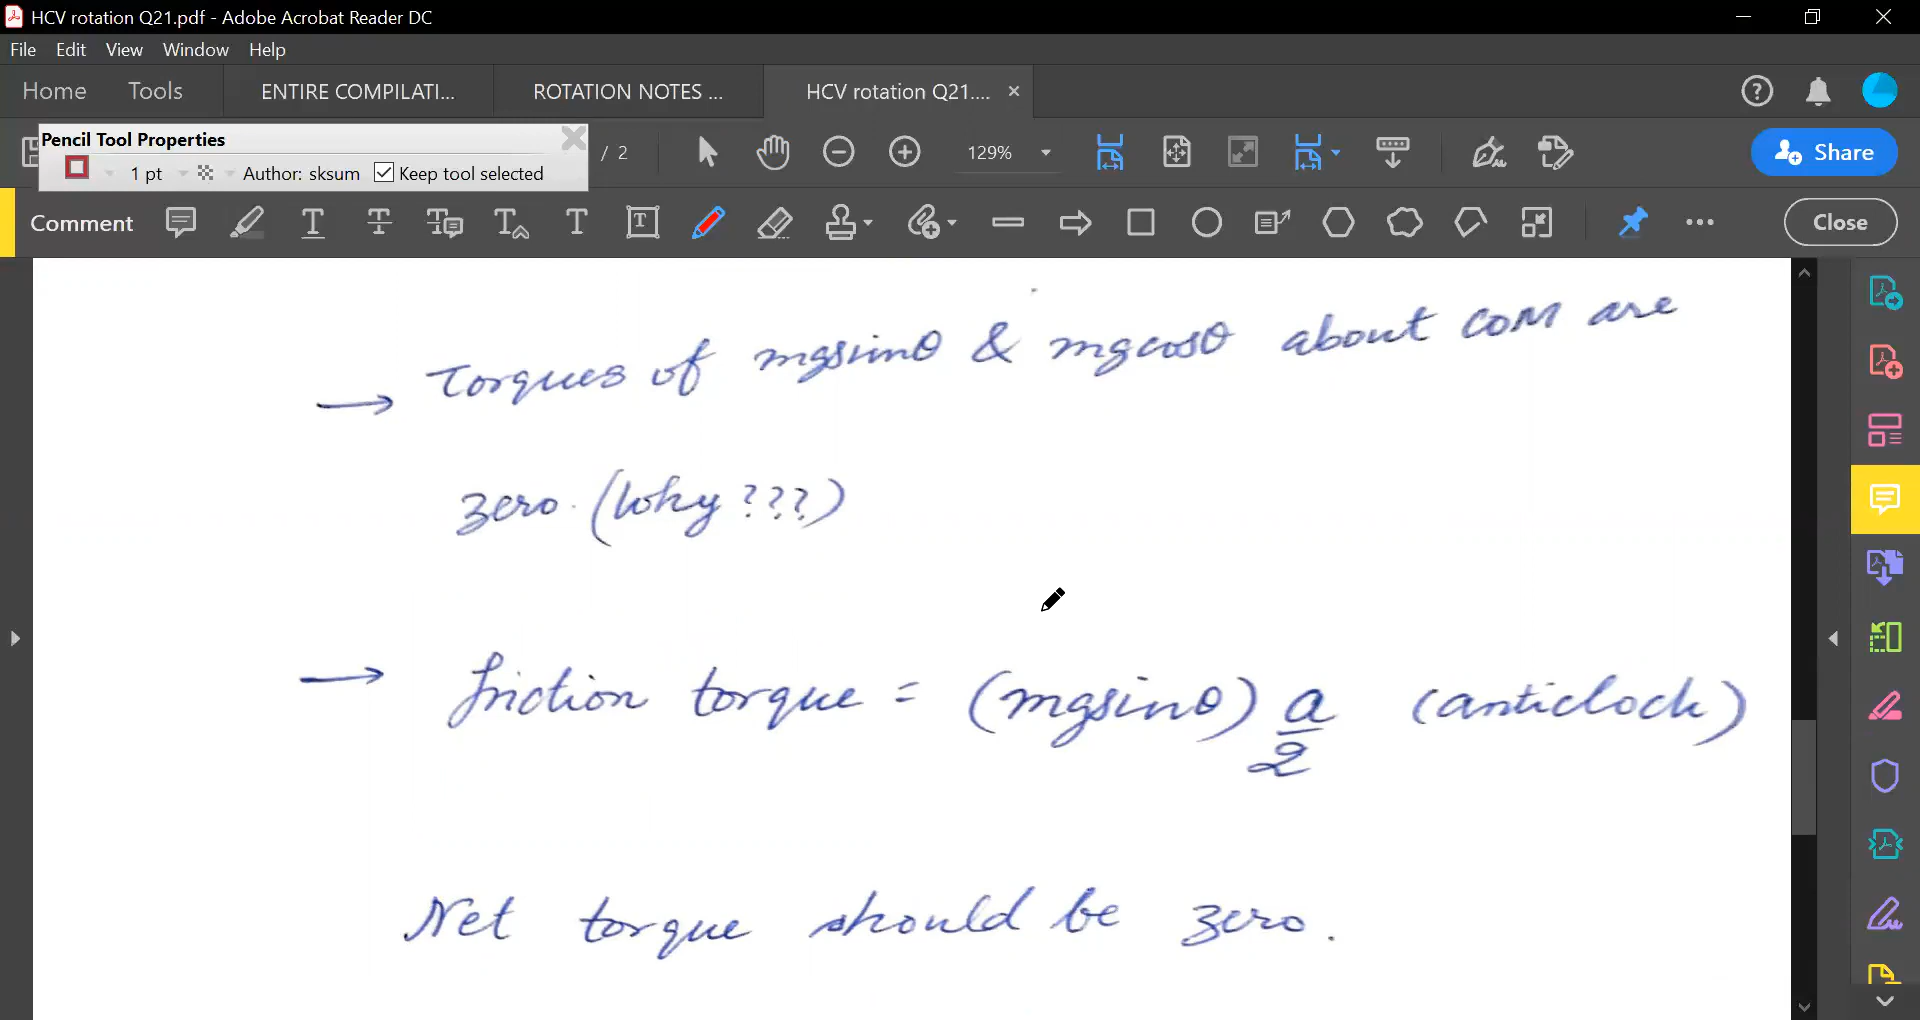 HCV rotation Q21.pdf - Adobe Acrobat Reader DC
File Edit View Window Help
Home Tools ENTIRE COMPILATI... ROTATION NOTES ... HCV rotation Q21.... ×
Pencil Tool Properties
/ 2 129% Share
1 pt Author: sksum Keep tool selected
Comment Close
→ Torques of mgsinθ & mgcosθ about COM are
zero. (Why ???)
→ friction torque = (mgsinθ) a/2 (anticlock)
Net torque should be zero.